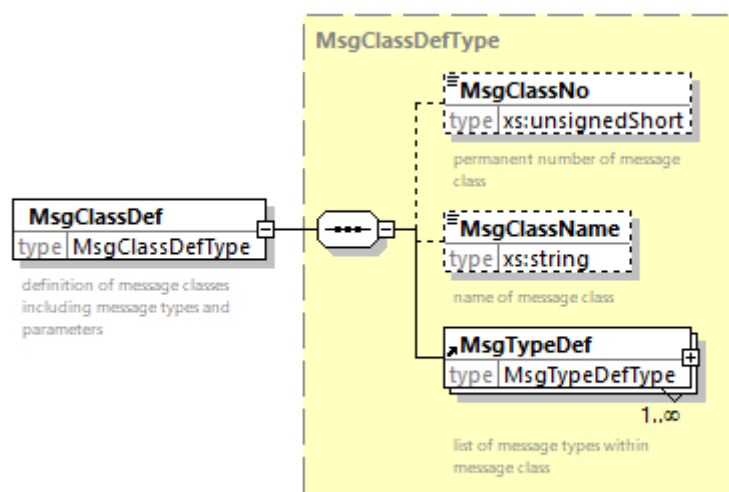 MsgClassDefType
MsgClassNo
type xs:unsignedShort
permanent number of message
class
MsgClassDef
type MsgClassDefType
definition of message classes
including message types and
parameters
MsgClassName
type xs:string
name of message class
MsgTypeDef
type MsgTypeDefType
1..∞
list of message types within
message class